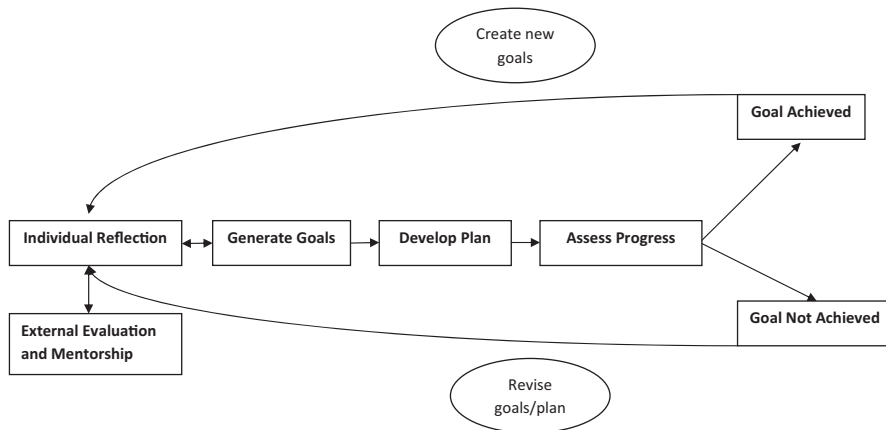 Create new
goals
Goal Achieved
Individual Reflection
Generate Goals
Develop Plan
Assess Progress
External Evaluation
and Mentorship
Goal Not Achieved
Revise
goals/plan